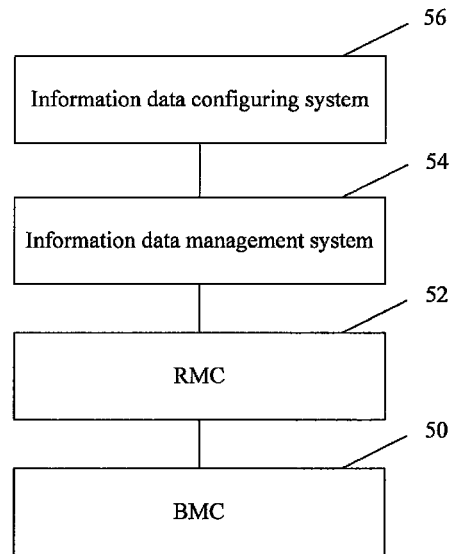 56
Information data configuring system
54
Information data management system
52
RMC
50
BMC